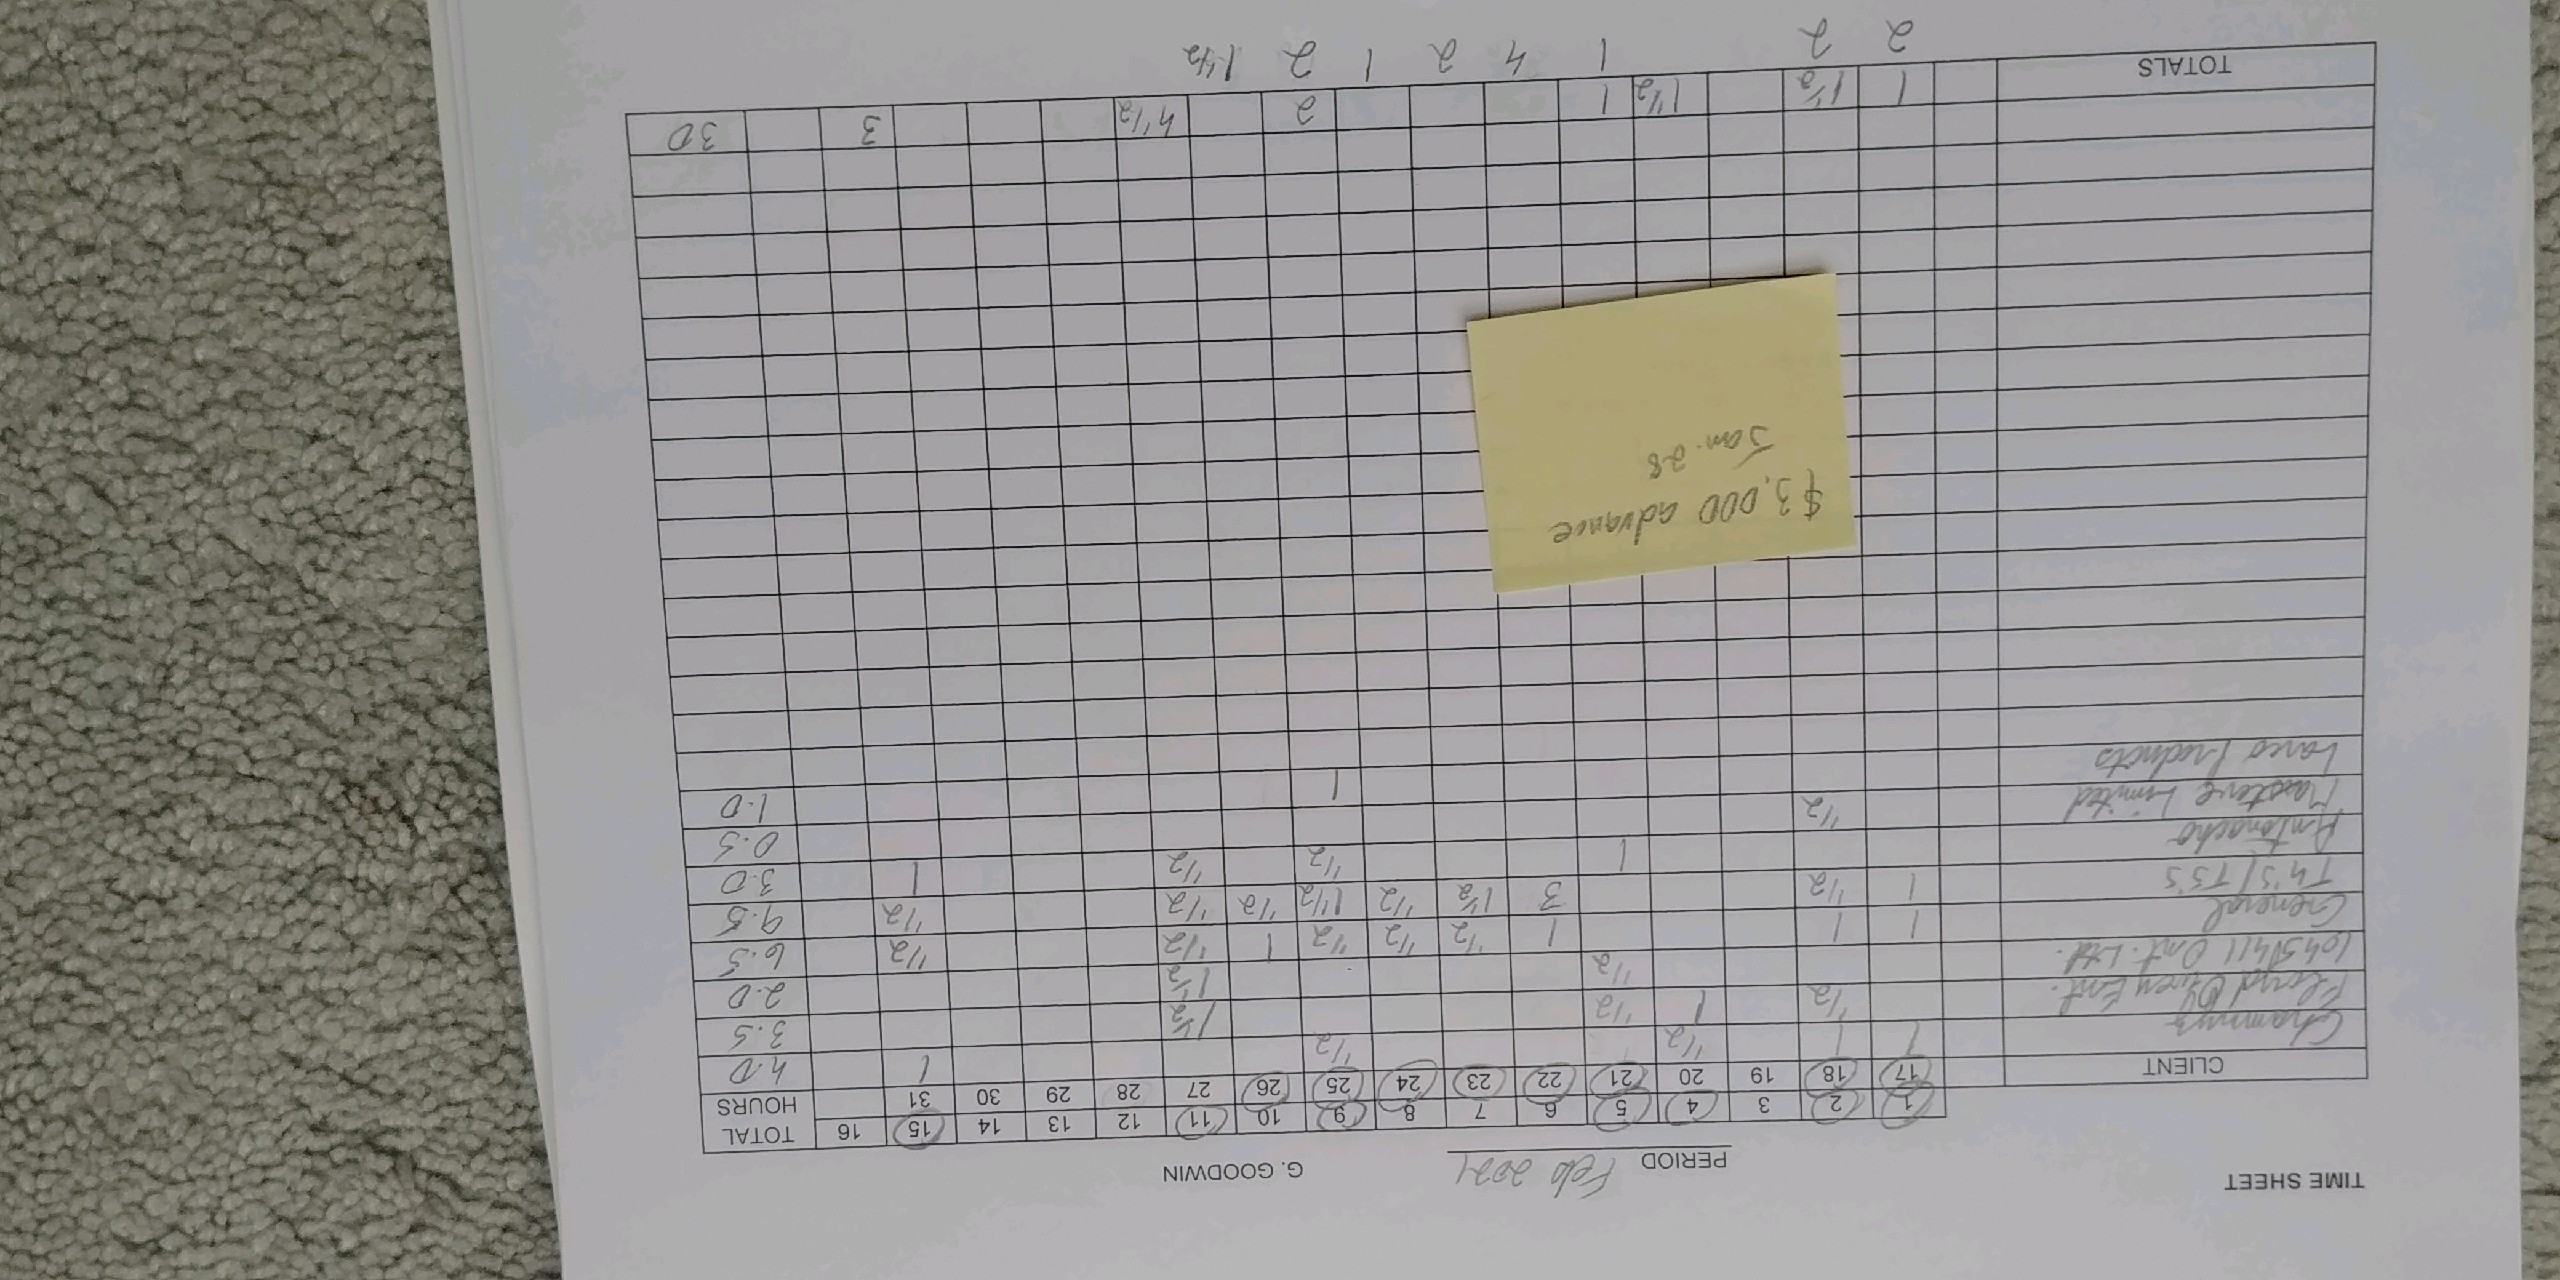 TIME SHEET
PERIOD Feb 2021 G. GOODWIN
1 2 3 4 5 6 7 8 9 10 11 12 13 14 15 16 TOTAL HOURS
CLIENT 17 18 19 20 21 22 23 24 25 26 27 28 29 30 31
1 1 1/2 1/2 1 4.0
Floyd Owen Ent. 1/2 1 1/2 1 1/2 3.5
1045411 Ont. Ltd. 1/2 1 1/2 2.0
General 1 1 1 1/2 1/2 1/2 1 1/2 1/2 6.5
T4'S/T5'S 1 1/2 3 1 1/2 1/2 1 1/2 1/2 1/2 1/2 9.5
Antonacho 1 1/2 1/2 1 3.0
Masteve Limited 1/2 0.5
Larco Products 1 1.0
$3,000 advance
Jan. 28
TOTALS 1 1 1/2 1 1/2 1 2 4 1/2 3 30
2 2 1 4 2 1 2 1 1/2